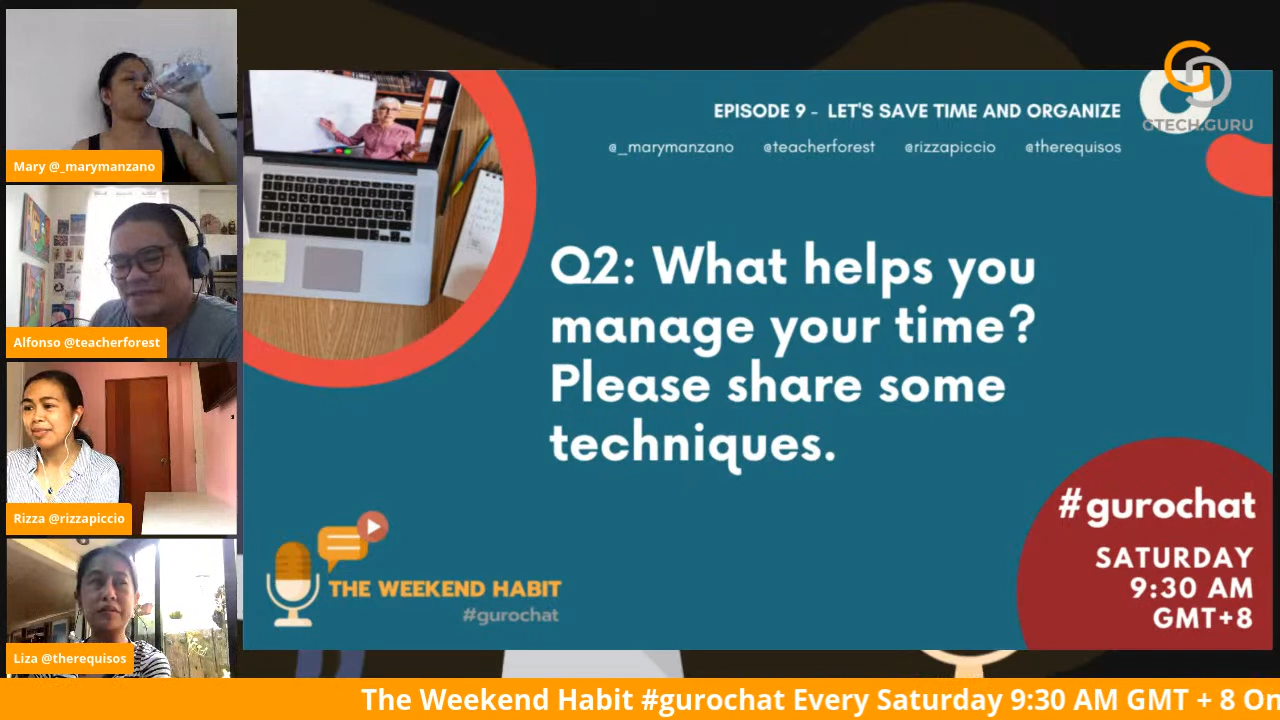 Mary @_marymanzano
Alfonso @teacherforest
Rizza @rizzapiccio
Liza @therequisos
EPISODE 9 - LET'S SAVE TIME AND ORGANIZE
@_marymanzano @teacherforest @rizzapiccio @therequisos
GTECH.GURU
Q2: What helps you
manage your time?
Please share some
techniques.
THE WEEKEND HABIT
#gurochat
#gurochat
SATURDAY
9:30 AM
GMT+8
The Weekend Habit #gurochat Every Saturday 9:30 AM GMT + 8 On